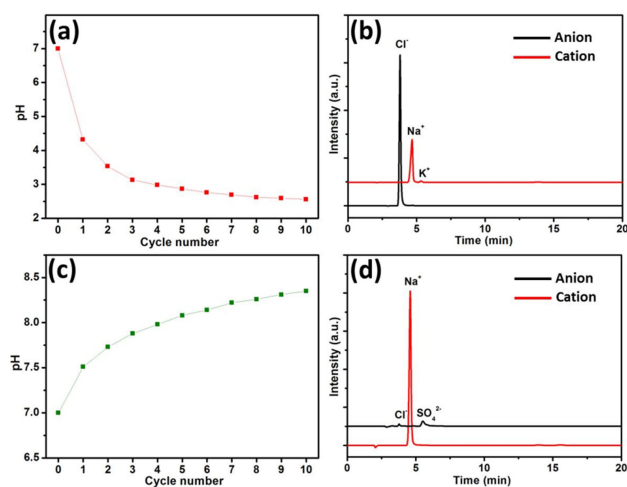 (a)
7
6
5
4
3
2
pH
0 1 2 3 4 5 6 7 8 9 10
Cycle number
(b)
Cl⁻
Anion
Cation
Na⁺
K⁺
Intensity (a.u.)
0 5 10 15 20
Time (min)
(c)
8.5
8.0
7.5
7.0
6.5
pH
0 1 2 3 4 5 6 7 8 9 10
Cycle number
(d)
Na⁺
Anion
Cation
Cl⁻
SO₄²⁻
Intensity (a.u.)
0 5 10 15 20
Time (min)